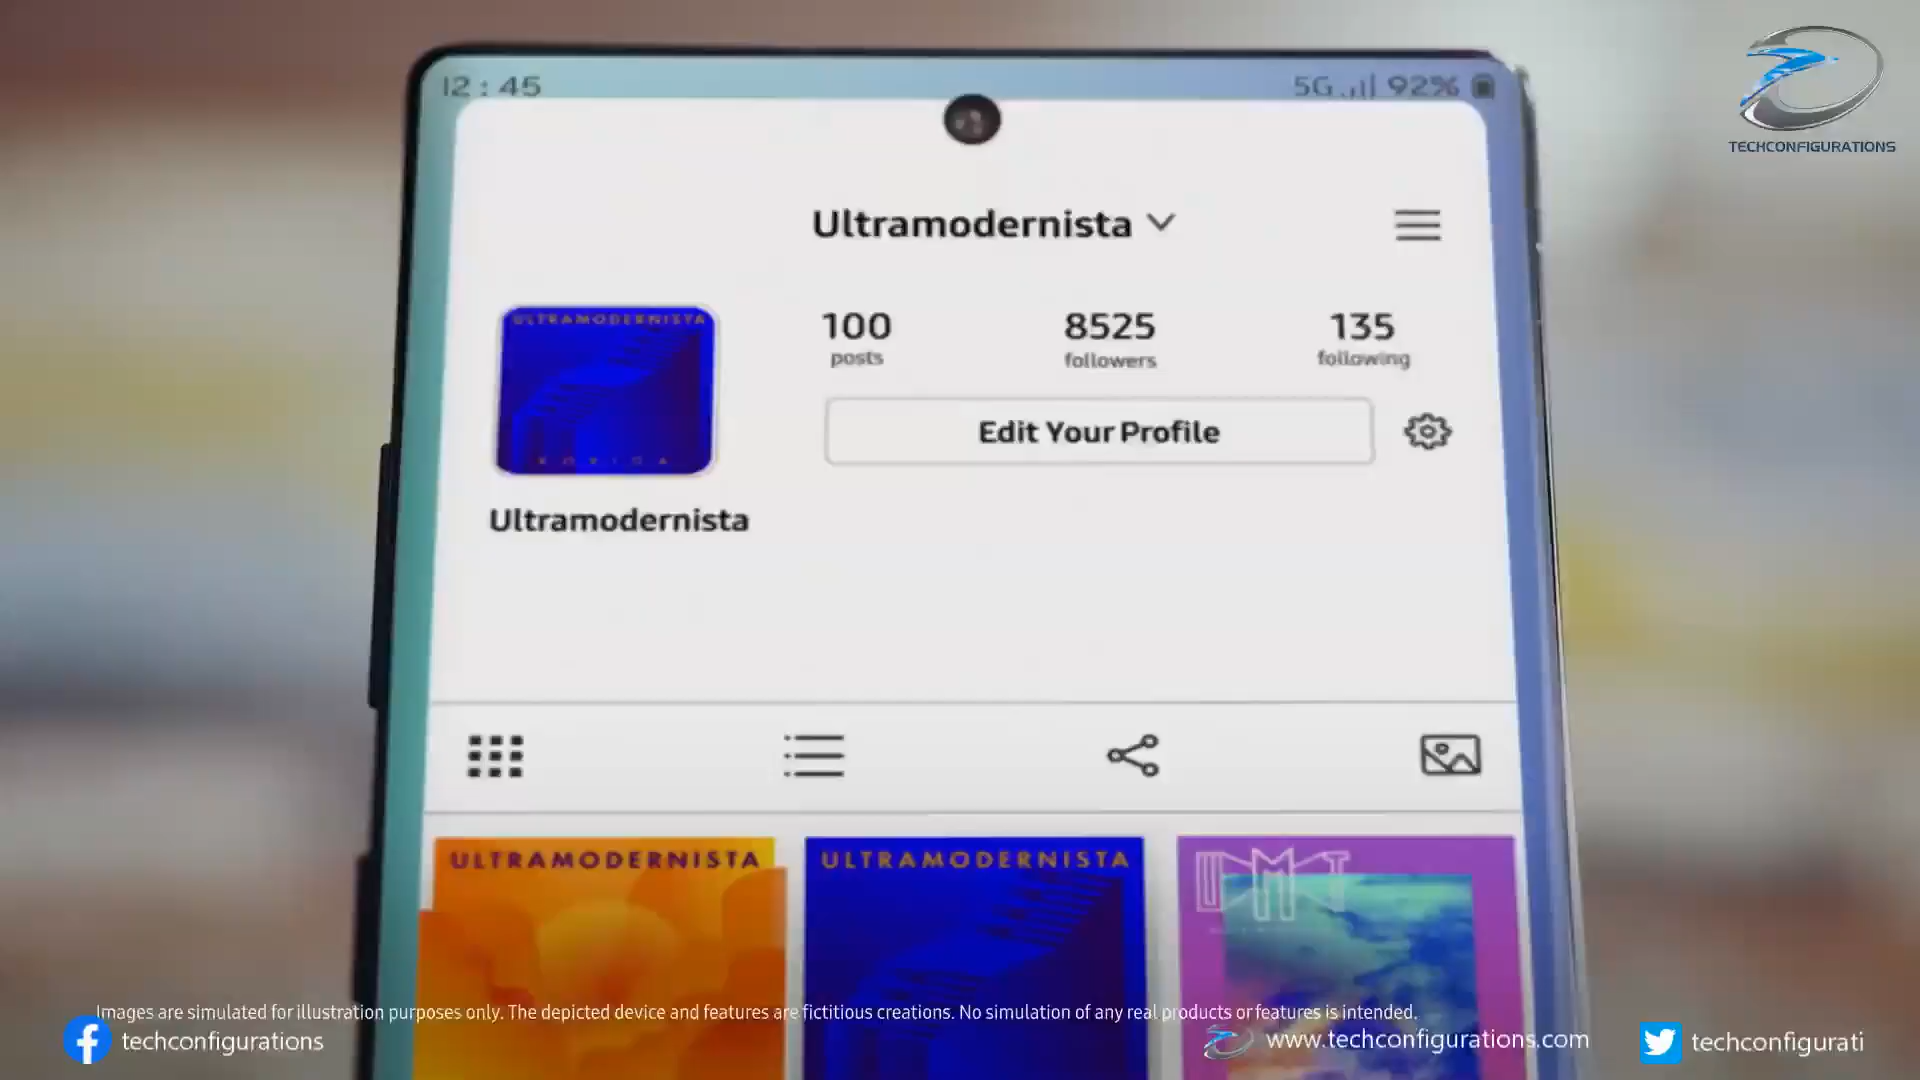 12:45
5G 92%
TECHCONFIGURATIONS
Ultramodernista
100
posts
8525
followers
135
following
Edit Your Profile
ULTRAMODERNISTA
Ultramodernista
ULTRAMODERNISTA
ULTRAMODERNISTA
UMT
Images are simulated for illustration purposes only. The depicted device and features are fictitious creations. No simulation of any real products or features is intended.
techconfigurations
www.techconfigurations.com
techconfigurati